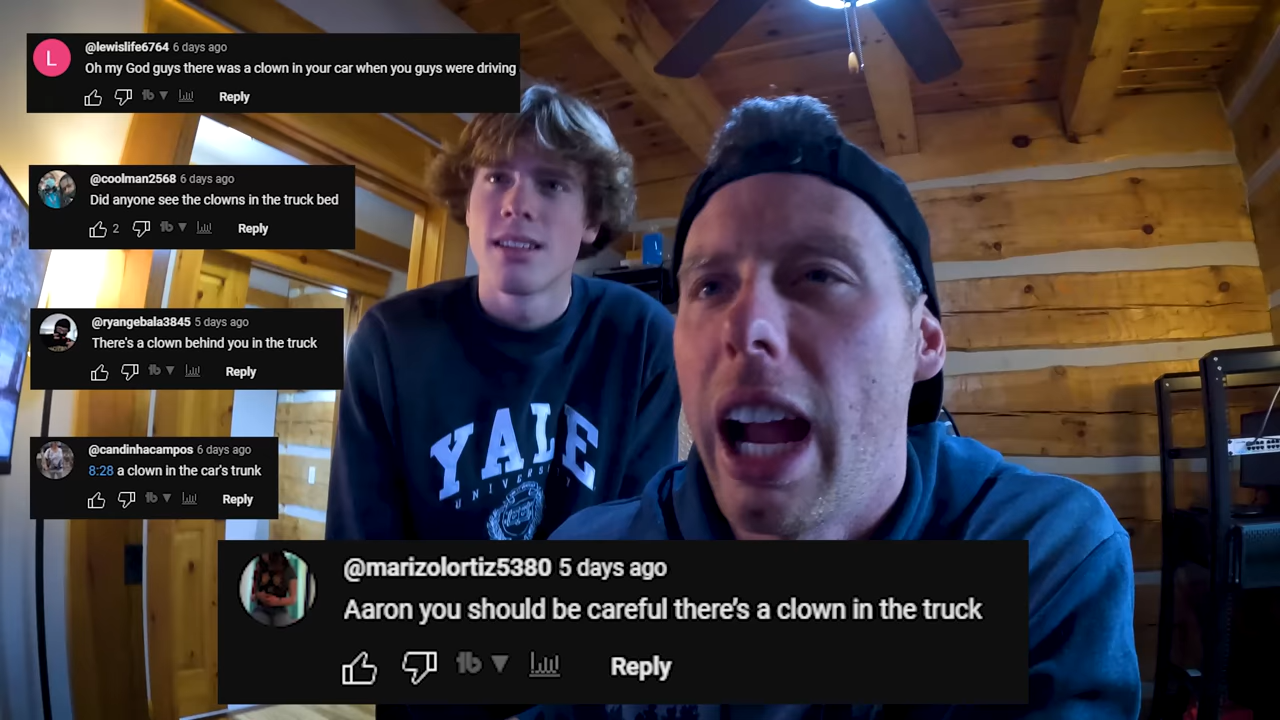 @lewislife6764 6 days ago
Oh my God guys there was a clown in your car when you guys were driving
Reply
@coolman2568 6 days ago
Did anyone see the clowns in the truck bed
2
Reply
@ryangebala3845 5 days ago
There's a clown behind you in the truck
Reply
@candinhacampos 6 days ago
8:28 a clown in the car's trunk
Reply
YALE
UNIVERSITY
@marizolortiz5380 5 days ago
Aaron you should be careful there's a clown in the truck
Reply